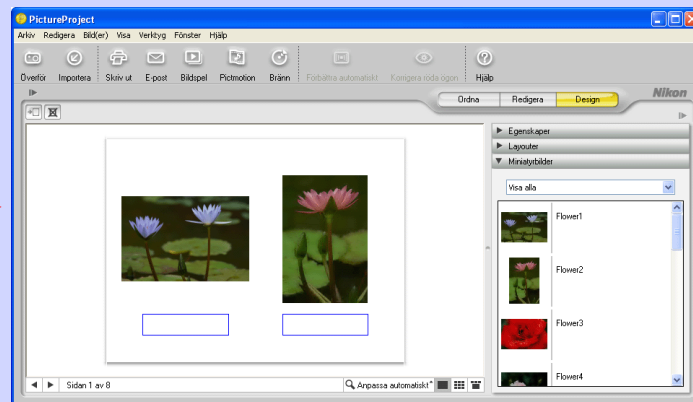 PictureProject
Arkiv Redigera Bild(er) Visa Verktyg Fönster Hjälp
Överför Importera Skriv ut E-post Bildspel Pictmotion Bränn Förbättra automatiskt Korrigera röda ögon Hjälp
Ordna Redigera Design Nikon
Egenskaper
Layouter
Miniatyrbilder
Visa alla
Flower1
Flower2
Flower3
Flower4
Sidan 1 av 8 Anpassa automatiskt